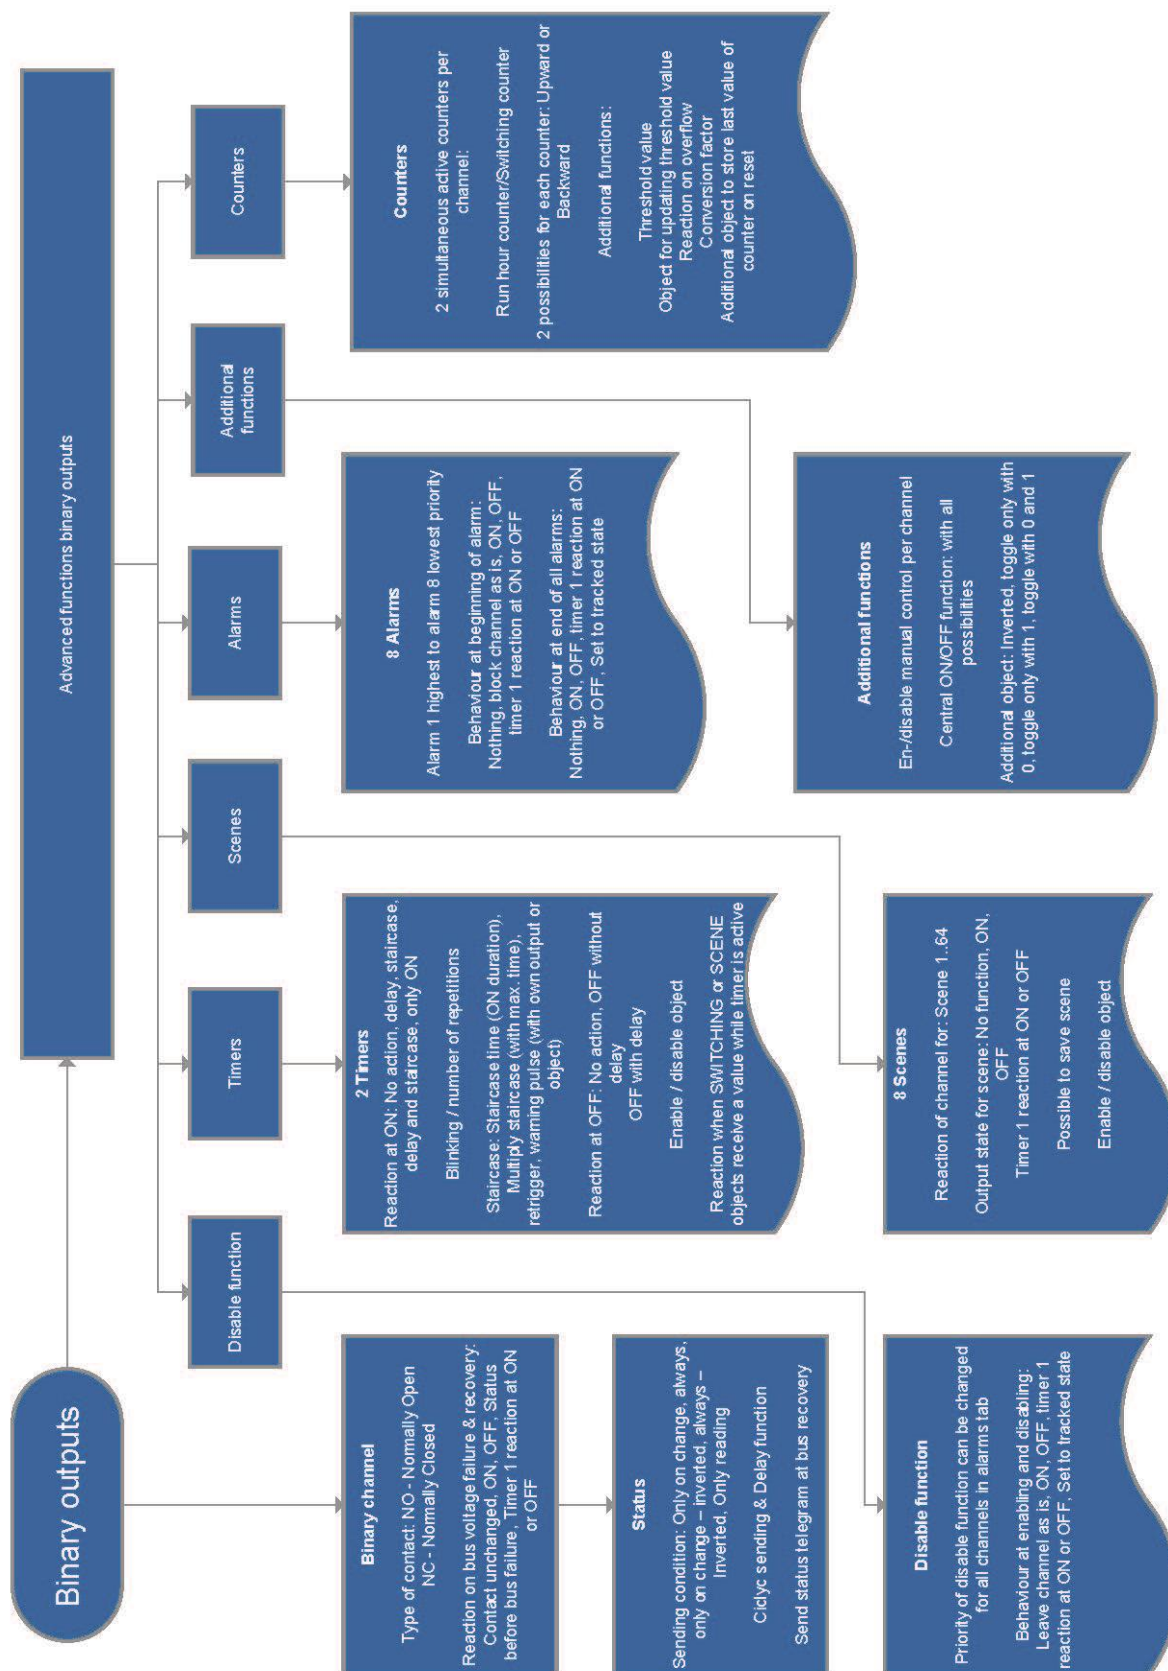 Binary outputs
Advanced functions binary outputs
Disable function
Timers
Scenes
Alarms
Additional
functions
Counters
Binary channel
Type of contact: NO - Normally Open
NC - Normally Closed
Reaction on bus voltage failure & recovery:
Contact unchanged, ON, OFF, Status
before bus failure, Timer 1 reaction at ON
or OFF
Status
Sending condition: Only on change, always,
only on change – inverted, always –
Inverted, Only reading
Ciclyc sending & Delay function
Send status telegram at bus recovery
Disable function
Priority of disable function can be changed
for all channels in alarms tab
Behaviour at enabling and disabling:
Leave channel as is, ON, OFF, timer 1
reaction at ON or OFF, Set to tracked state
2 Timers
Reaction at ON: No action, delay, staircase,
delay and staircase, only ON
Blinking / number of repetitions
Staircase: Staircase time (ON duration),
Multiply staircase (with max. time),
retrigger, warning pulse (with own output or
object)
Reaction at OFF: No action, OFF without
delay
OFF with delay
Enable / disable object
Reaction when SWITCHING or SCENE
objects receive a value while timer is active
8 Scenes
Reaction of channel for: Scene 1..64
Output state for scene: No function, ON,
OFF
Timer 1 reaction at ON or OFF
Possible to save scene
Enable / disable object
8 Alarms
Alarm 1 highest to alarm 8 lowest priority
Behaviour at beginning of alarm:
Nothing, block channel as is, ON, OFF,
timer 1 reaction at ON or OFF
Behaviour at end of all alarms:
Nothing, ON, OFF, timer 1 reaction at ON
or OFF, Set to tracked state
Additional functions
En-/disable manual control per channel
Central ON/OFF function: with all
possibilities
Additional object: Inverted, toggle only with
0, toggle only with 1, toggle with 0 and 1
Counters
2 simultaneous active counters per
channel:
Run hour counter/Switching counter
2 possibilities for each counter: Upward or
Backward
Additional functions:
Threshold value
Object for updating threshold value
Reaction on overflow
Conversion factor
Additional object to store last value of
counter on reset